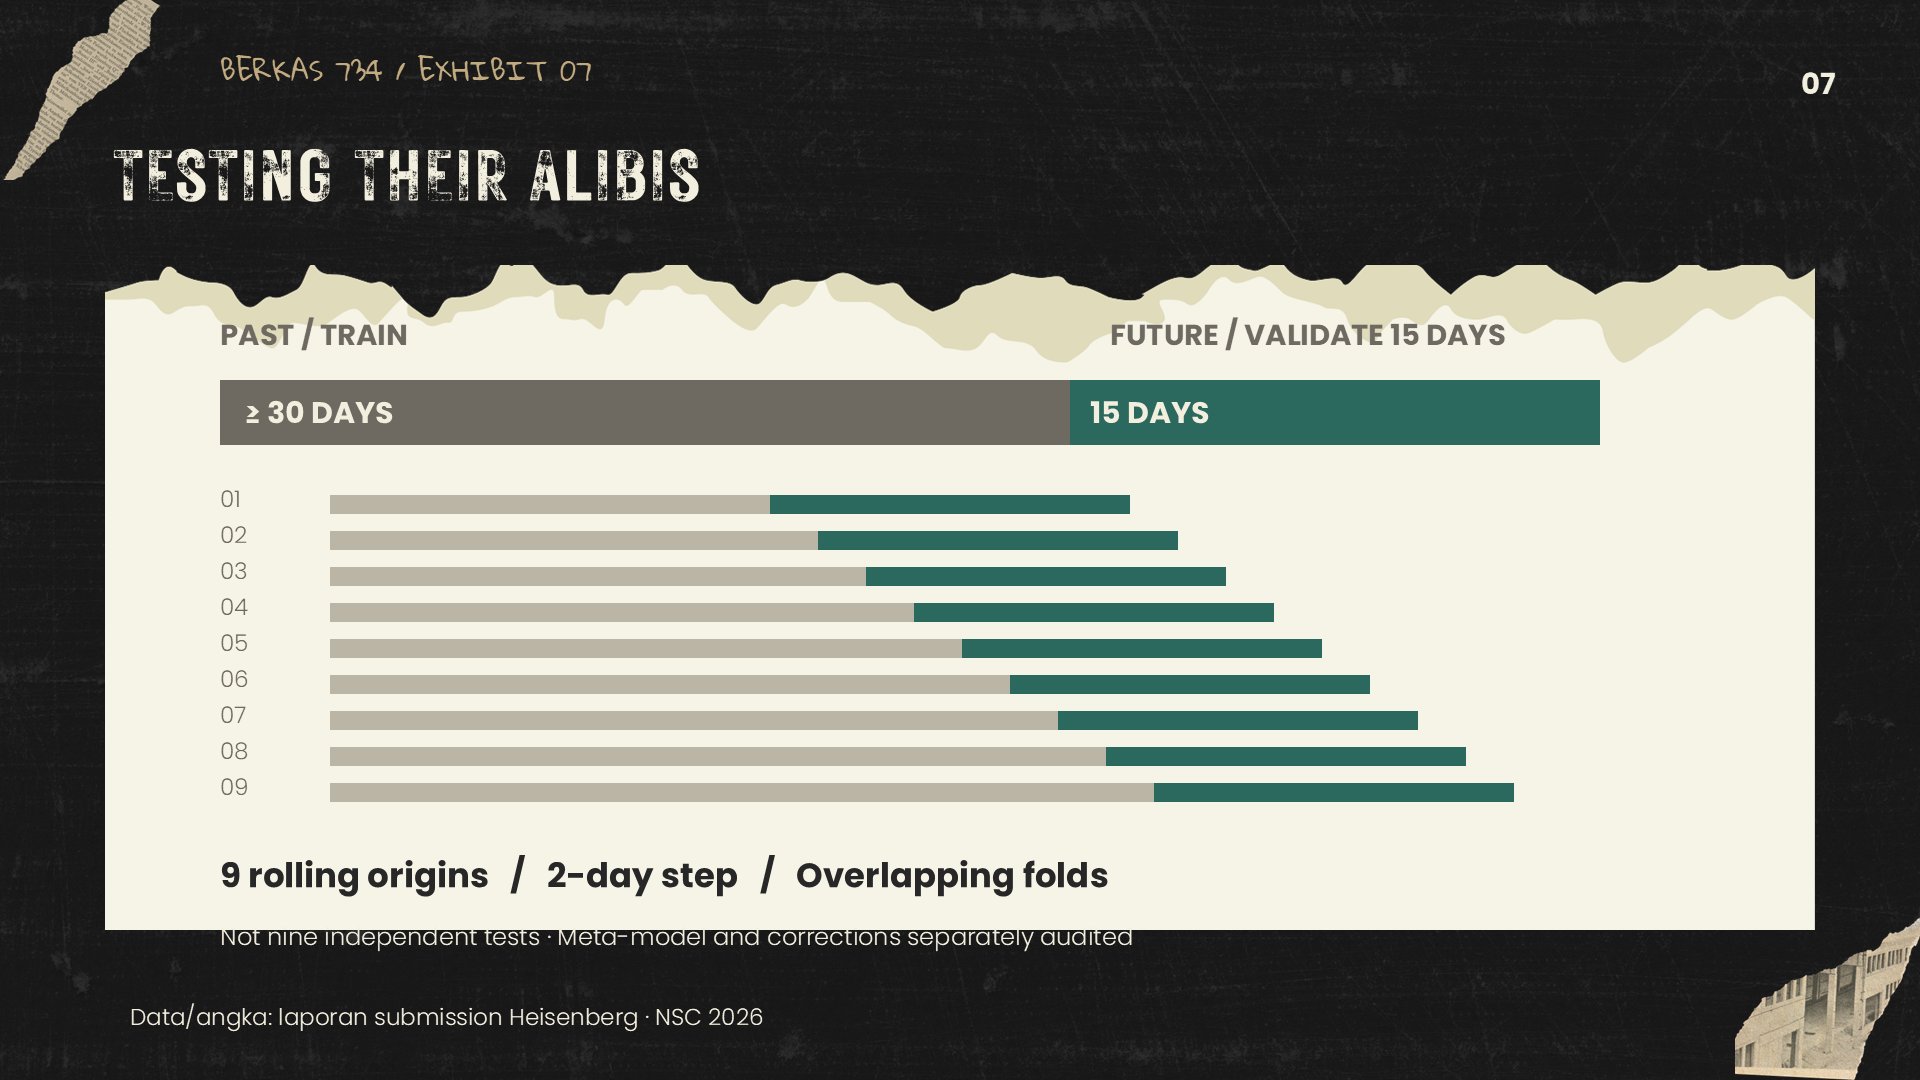 BERKAS 734 / EXHIBIT 07
07
TESTING THEIR ALIBIS
PAST / TRAIN
FUTURE / VALIDATE 15 DAYS
≥ 30 DAYS
15 DAYS
01
02
03
04
05
06
07
08
09
9 rolling origins / 2-day step / Overlapping folds
Not nine independent tests · Meta-model and corrections separately audited
Data/angka: laporan submission Heisenberg · NSC 2026